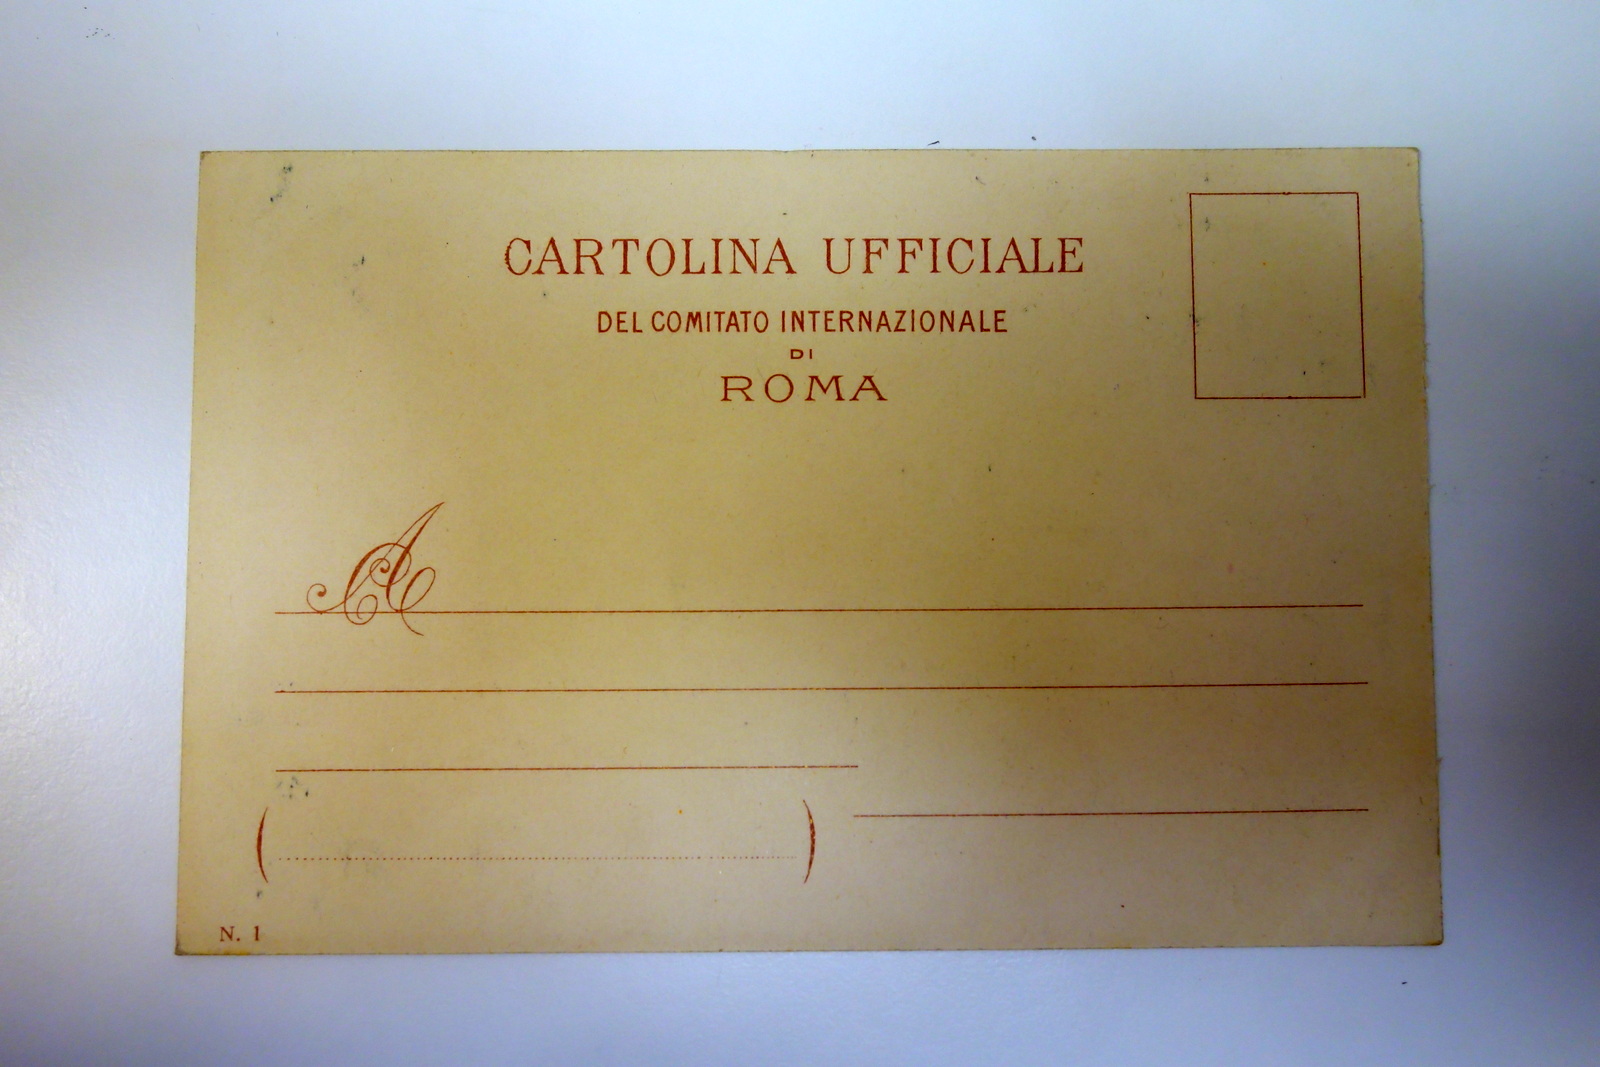 CARTOLINA UFFICIALE
DEL COMITATO INTERNAZIONALE
DI
ROMA
A
(                    )
N. 1